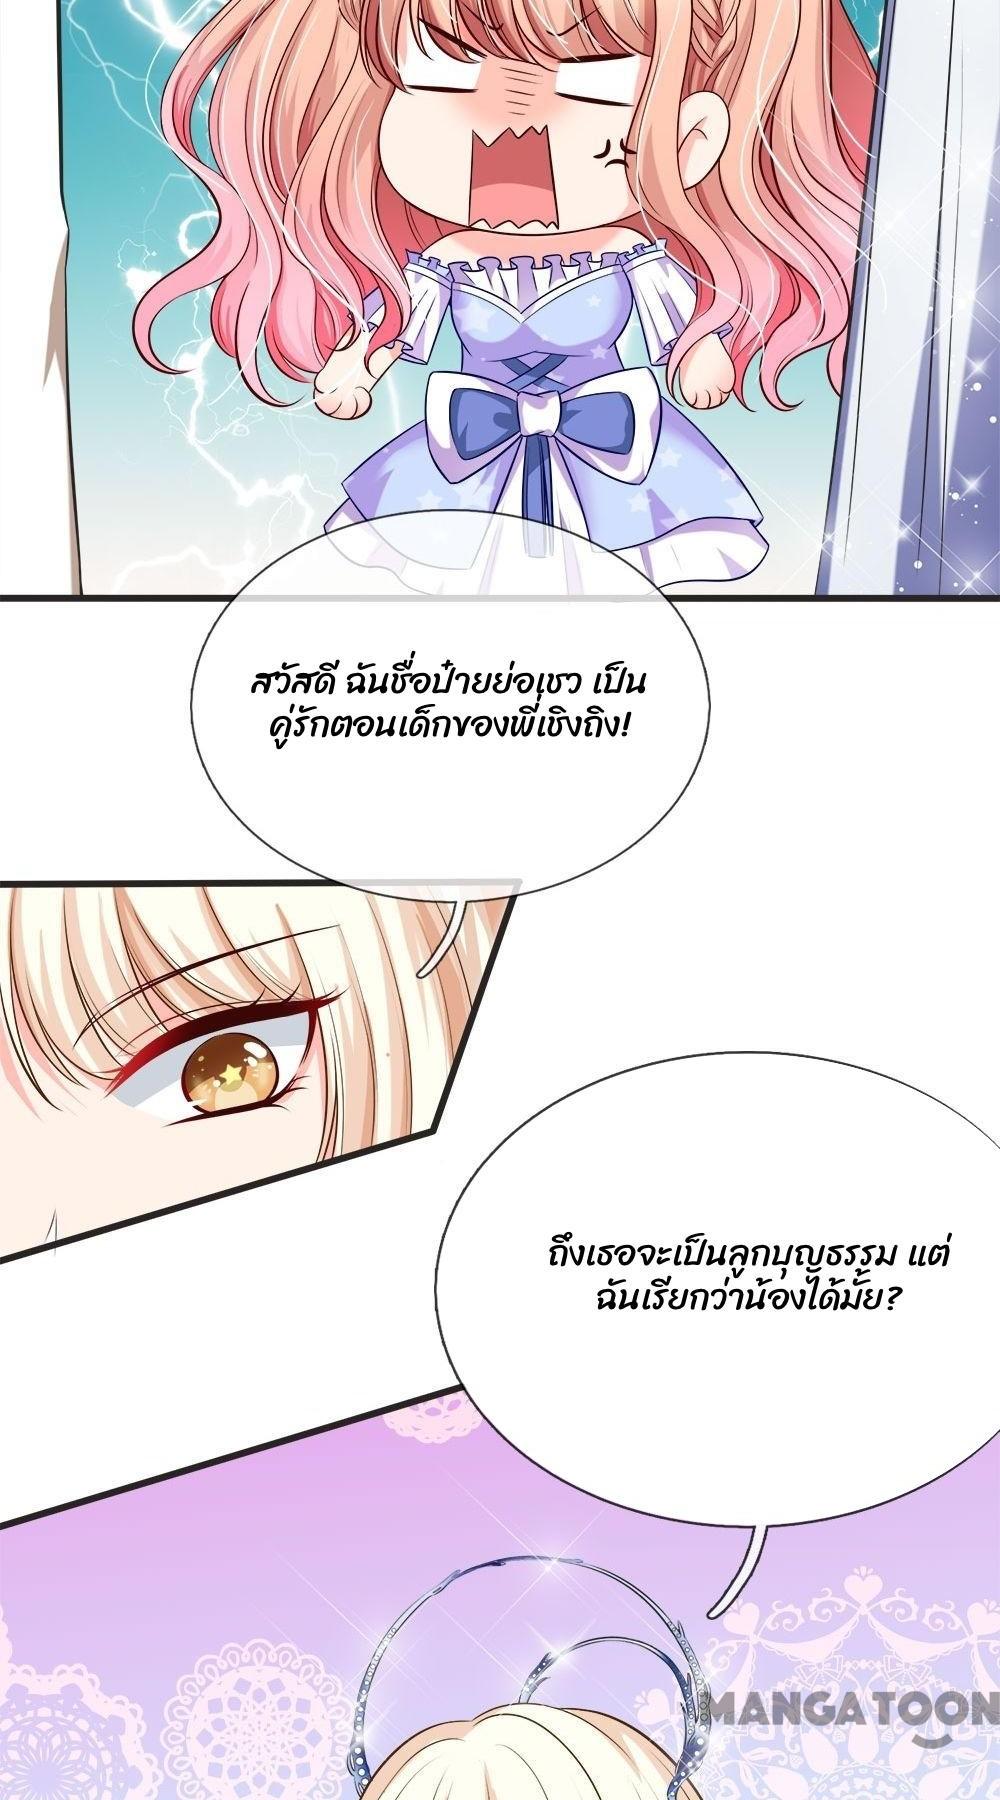 สวัสดี ฉันชื่อป๋ายย่อเชว เป็น
คู่รักตอนเด็กของพี่เชิงถิง!
ถึงเธอจะเป็นลูกบุญธรรม แต่
ฉันเรียกว่าน้องได้มั้ย?
MANGATOON